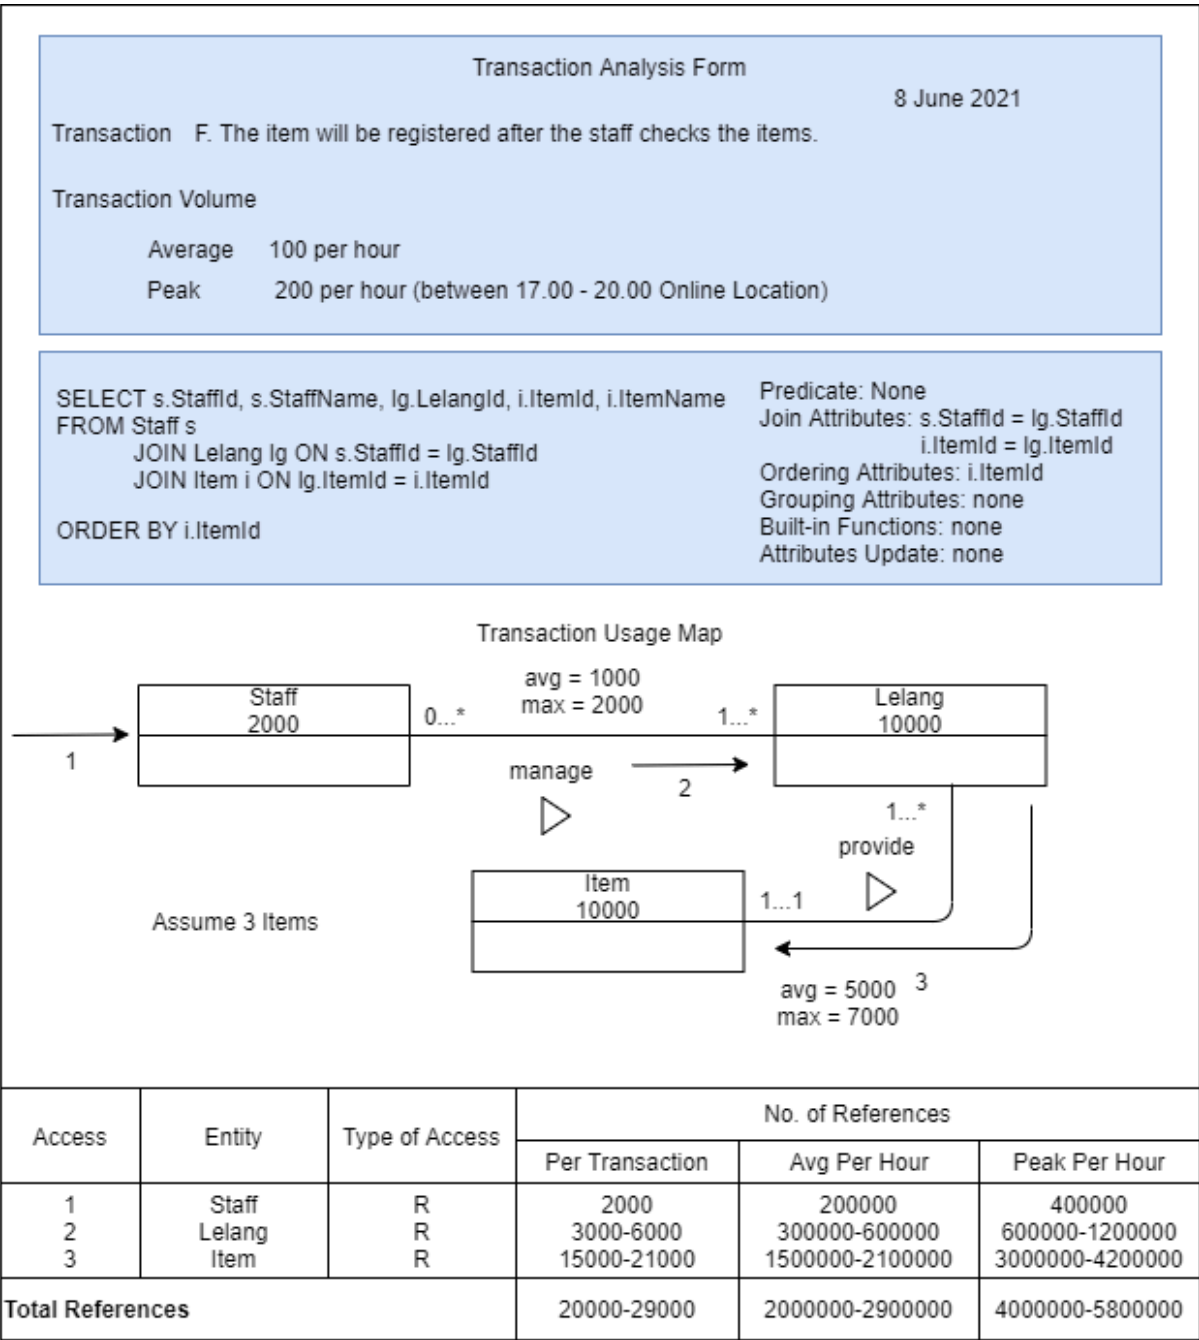 Transaction Analysis Form
8 June 2021
Transaction F. The item will be registered after the staff checks the items.
Transaction Volume
Average 100 per hour
Peak 200 per hour (between 17.00 - 20.00 Online Location)
SELECT s.StaffId, s.StaffName, lg.LelangId, i.ItemId, i.ItemName
FROM Staff s
JOIN Lelang lg ON s.StaffId = lg.StaffId
JOIN Item i ON lg.ItemId = i.ItemId
ORDER BY i.ItemId
Predicate: None
Join Attributes: s.StaffId = lg.StaffId
i.ItemId = lg.ItemId
Ordering Attributes: i.ItemId
Grouping Attributes: none
Built-in Functions: none
Attributes Update: none
Transaction Usage Map
1
Staff
2000
0...*
avg = 1000
max = 2000
1...*
manage
2
Lelang
10000
1...*
provide
Item
10000
1...1
Assume 3 Items
3
avg = 5000
max = 7000
Access Entity Type of Access No. of References
Per Transaction Avg Per Hour Peak Per Hour
1 Staff R 2000 200000 400000
2 Lelang R 3000-6000 300000-600000 600000-1200000
3 Item R 15000-21000 1500000-2100000 3000000-4200000
Total References 20000-29000 2000000-2900000 4000000-5800000